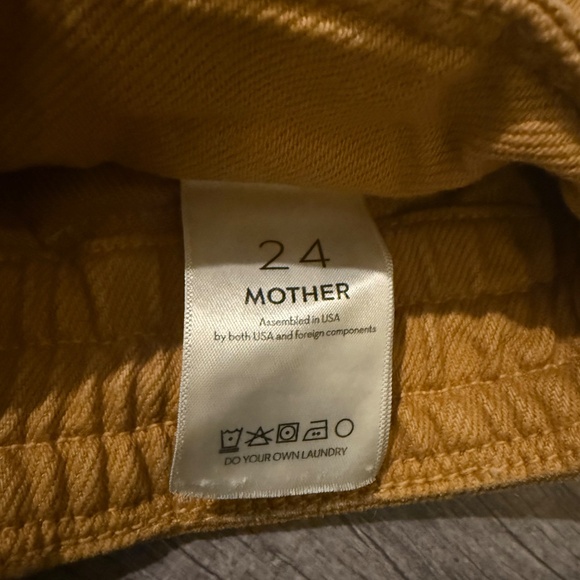 24
MOTHER
Assembled in USA
by both USA and foreign components
DO YOUR OWN LAUNDRY